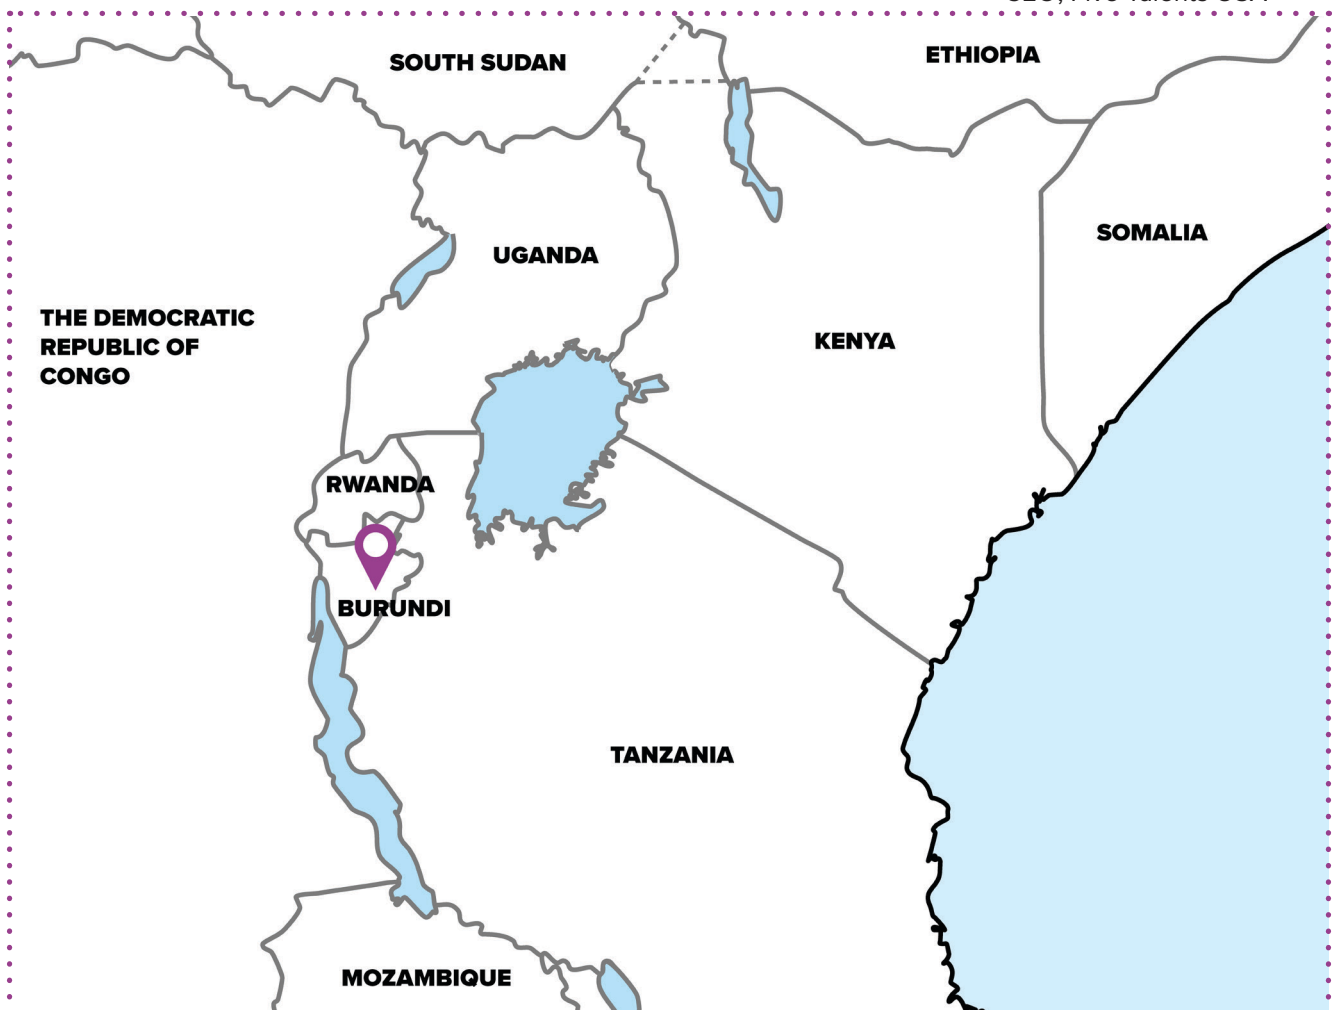 SOUTH SUDAN
ETHIOPIA
SOMALIA
UGANDA
THE DEMOCRATIC
REPUBLIC OF
CONGO
KENYA
RWANDA
BURUNDI
TANZANIA
MOZAMBIQUE